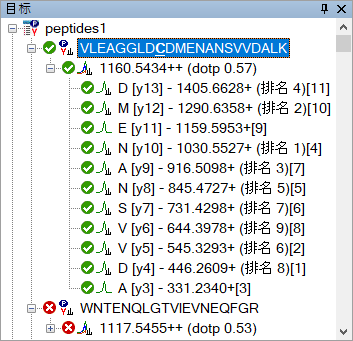 目标
peptides1
VLEAGGLDCDMENANSVVDALK
1160.5434++ (dotp 0.57)
D [y13] - 1405.6628+ (排名 4)[11]
M [y12] - 1290.6358+ (排名 2)[10]
E [y11] - 1159.5953+[9]
N [y10] - 1030.5527+ (排名 1)[4]
A [y9] - 916.5098+ (排名 3)[7]
N [y8] - 845.4727+ (排名 5)[5]
S [y7] - 731.4298+ (排名 7)[6]
V [y6] - 644.3978+ (排名 9)[8]
V [y5] - 545.3293+ (排名 6)[2]
D [y4] - 446.2609+ (排名 8)[1]
A [y3] - 331.2340+[3]
WNTENQLGTVIEVNEQFGR
1117.5455++ (dotp 0.53)